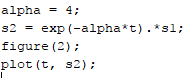 alpha = 4;
s2 = exp(-alpha*t).*s1;
figure(2);
plot(t, s2);